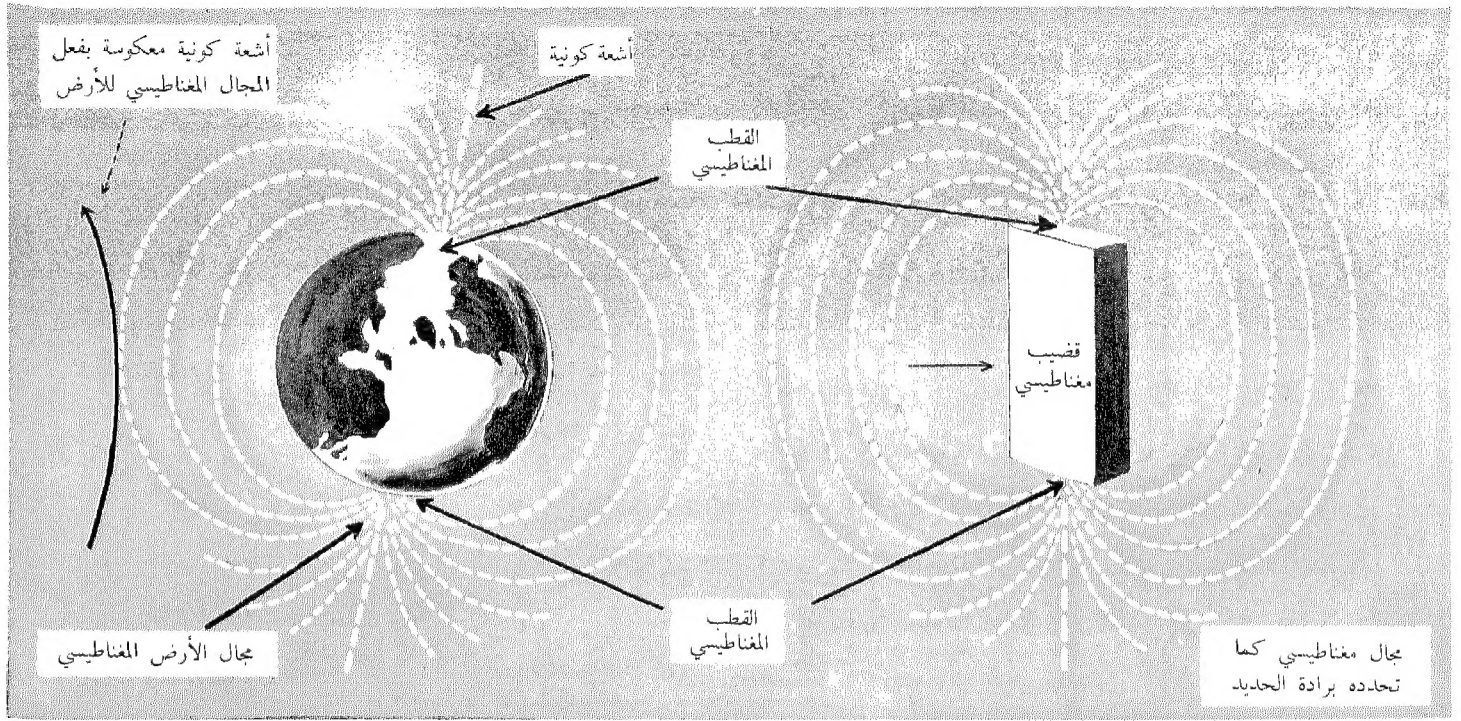 أشعة كونية معكوسة بفعل
المجال المغناطيسي للأرض
أشعة كونية
القطب
المغناطيسي
قضيب
مغناطيسي
القطب
المغناطيسي
مجال الأرض المغناطيسي
مجال مغناطيسي كما
تحدده برادة الحديد